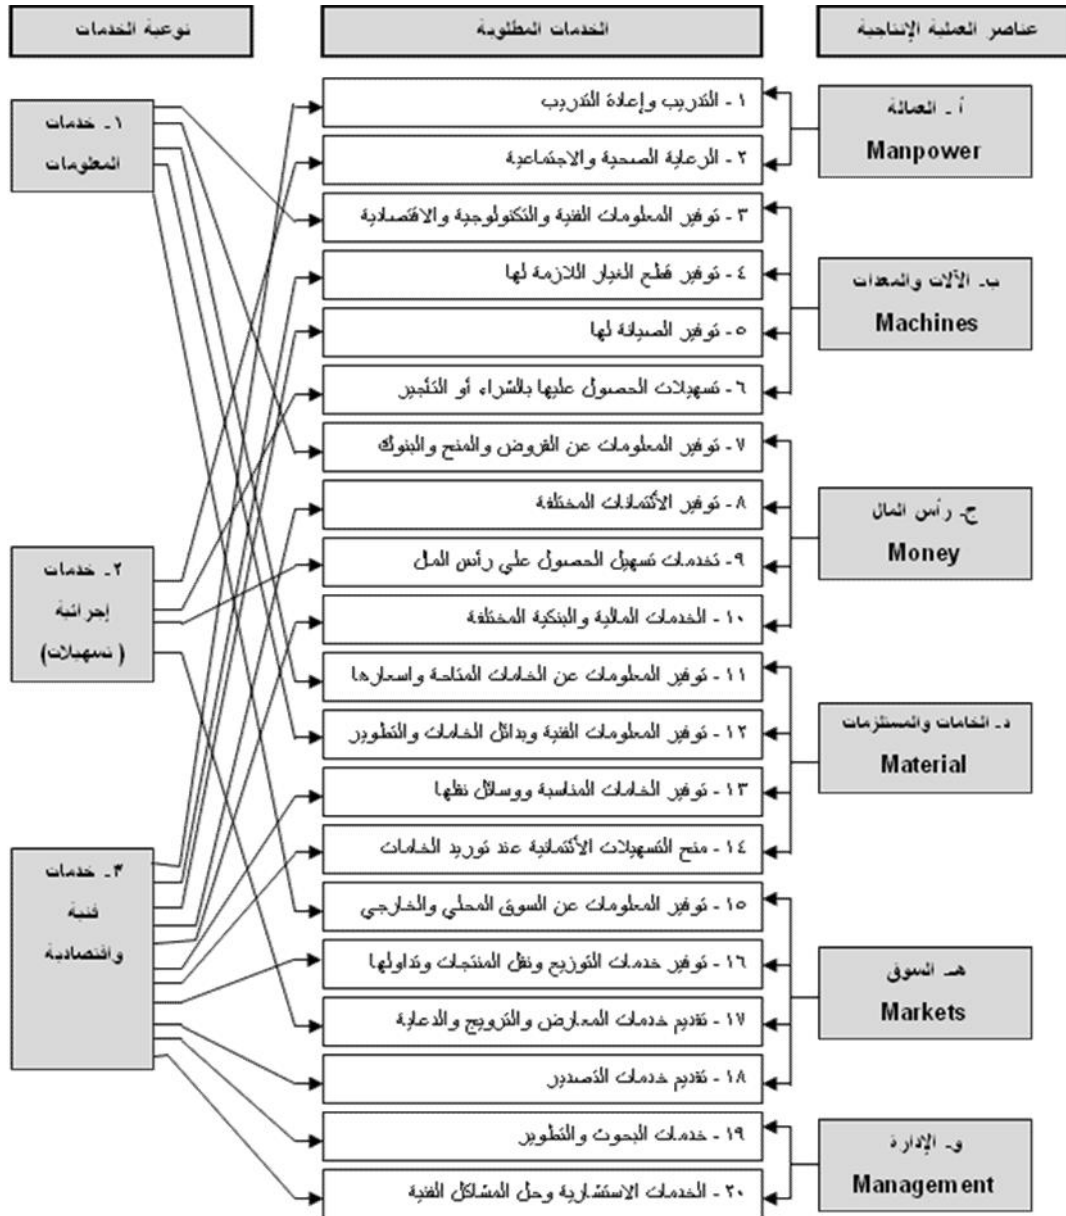 عناصر العملية الإنتاجية
الخدمات المطلوبة
نوعية الخدمات
أ - العمالة
Manpower
ب- الآلات والمعدات
Machines
ج- رأس المال
Money
د- الخامات والمستلزمات
Material
هـ- السوق
Markets
و- الإدارة
Management
١ - التدريب وإعادة التدريب
٢ - الرعاية الصحية والاجتماعية
٣ - توفير المعلومات الفنية والتكنولوجية والاقتصادية
٤ - توفير قطع الغيار اللازمة لها
٥ - توفير الصيانة لها
٦ - تسهيلات الحصول عليها بالشراء أو التأجير
٧ - توفير المعلومات عن القروض والمنح والبنوك
٨ - توفير الأئتمانات المختلفة
٩ - تخدمات تسهيل الحصول علي رأس المال
١٠ - الخدمات المالية والبنكية المختلفة
١١ - توفير المعلومات عن الخامات المتاحة واسعارها
١٢ - توفير المعلومات الفنية وبدائل الخامات والتطوير
١٣ - توفير الخامات المناسبة ووسائل نقلها
١٤ - منح التسهيلات الأئتمانية عند توريد الخامات
١٥ - توفير المعلومات عن السوق المحلي والخارجي
١٦ - توفير خدمات التوزيع ونقل المنتجات وتداولها
١٧ - تقديم خدمات المعارض والترويج والدعاية
١٨ - تقديم خدمات التصدير
١٩ - خدمات البحوث والتطوير
٢٠ - الخدمات الاستشارية وحل المشاكل الفنية
١- خدمات
المعلومات
٢- خدمات
إجرائية
(تسهيلات)
٣- خدمات
فنية
واقتصادية